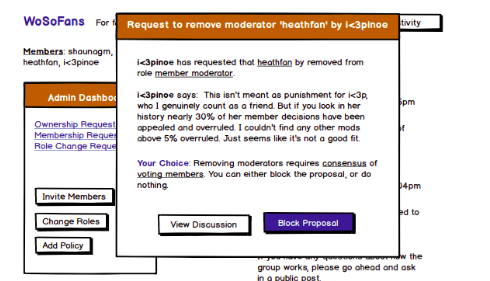 WoSoFans For f
Request to remove moderator 'heathfan' by i<3pinoe
tivity
Members: shaunagm,
heathfan, i<3pinoe
i<3pinoe has requested that heathfan by removed from
role member moderator.
Admin Dashboo
i<3pinoe says: This isn't meant as punishment for i<3p,
who I genuinely count as a friend. But if you look in her
history nearly 30% of her member decisions have been
appealed and overruled. I couldn't find any other mods
above 5% overruled. Just seems like it's not a good fit.
5pm
of
Ownership Request
Membership Reque
Role Change Reque
Your Choice: Removing moderators requires consensus of
voting members. You can either block the proposal, or do
nothing.
04pm
Invite Members
ed to
Change Roles
View Discussion
Block Proposal
Add Policy
If you have any questions about how the
group works, please go ahead and ask
in a public post.